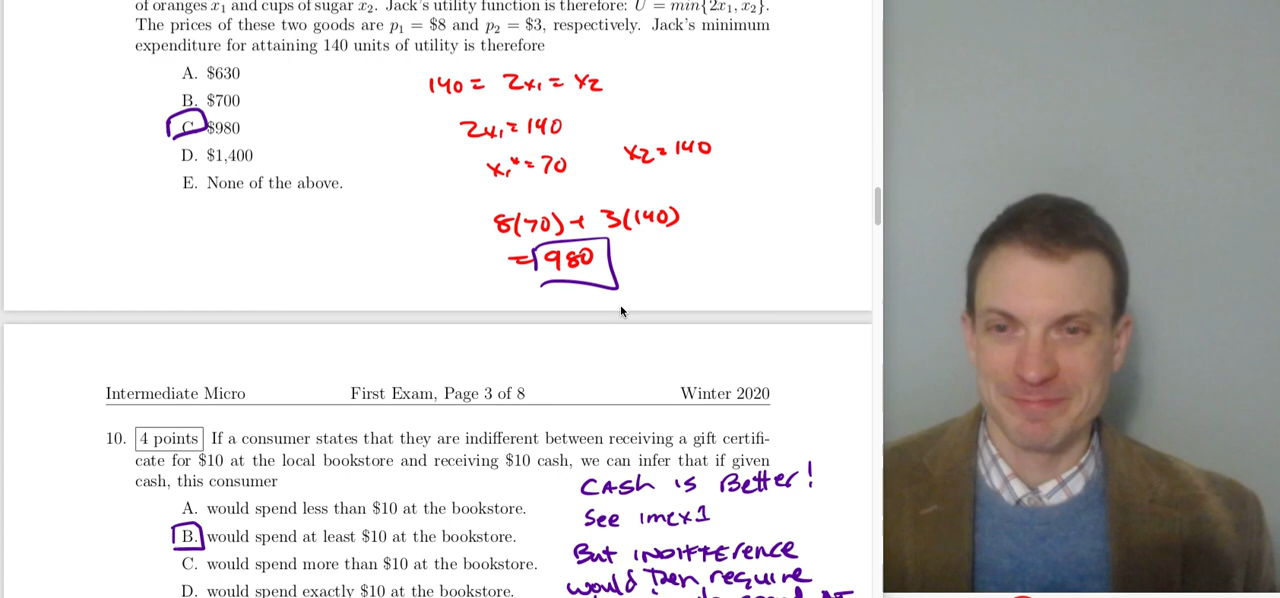 of oranges x₁ and cups of sugar x₂. Jack's utility function is therefore: U = min{2x₁, x₂}.
The prices of these two goods are p₁ = $8 and p₂ = $3, respectively. Jack's minimum
expenditure for attaining 140 units of utility is therefore
A. $630
B. $700
C. $980
D. $1,400
E. None of the above.
140 = 2x₁ = x₂
2x₁ = 140
x₁* = 70
x₂ = 140
8(70) + 3(140)
= 980
Intermediate Micro First Exam, Page 3 of 8 Winter 2020
10. 4 points If a consumer states that they are indifferent between receiving a gift certifi-
cate for $10 at the local bookstore and receiving $10 cash, we can infer that if given
cash, this consumer
A. would spend less than $10 at the bookstore.
B. would spend at least $10 at the bookstore.
C. would spend more than $10 at the bookstore.
D. would spend exactly $10 at the bookstore.
CASH is Better!
See imex1
But INDIFFErence
would then require